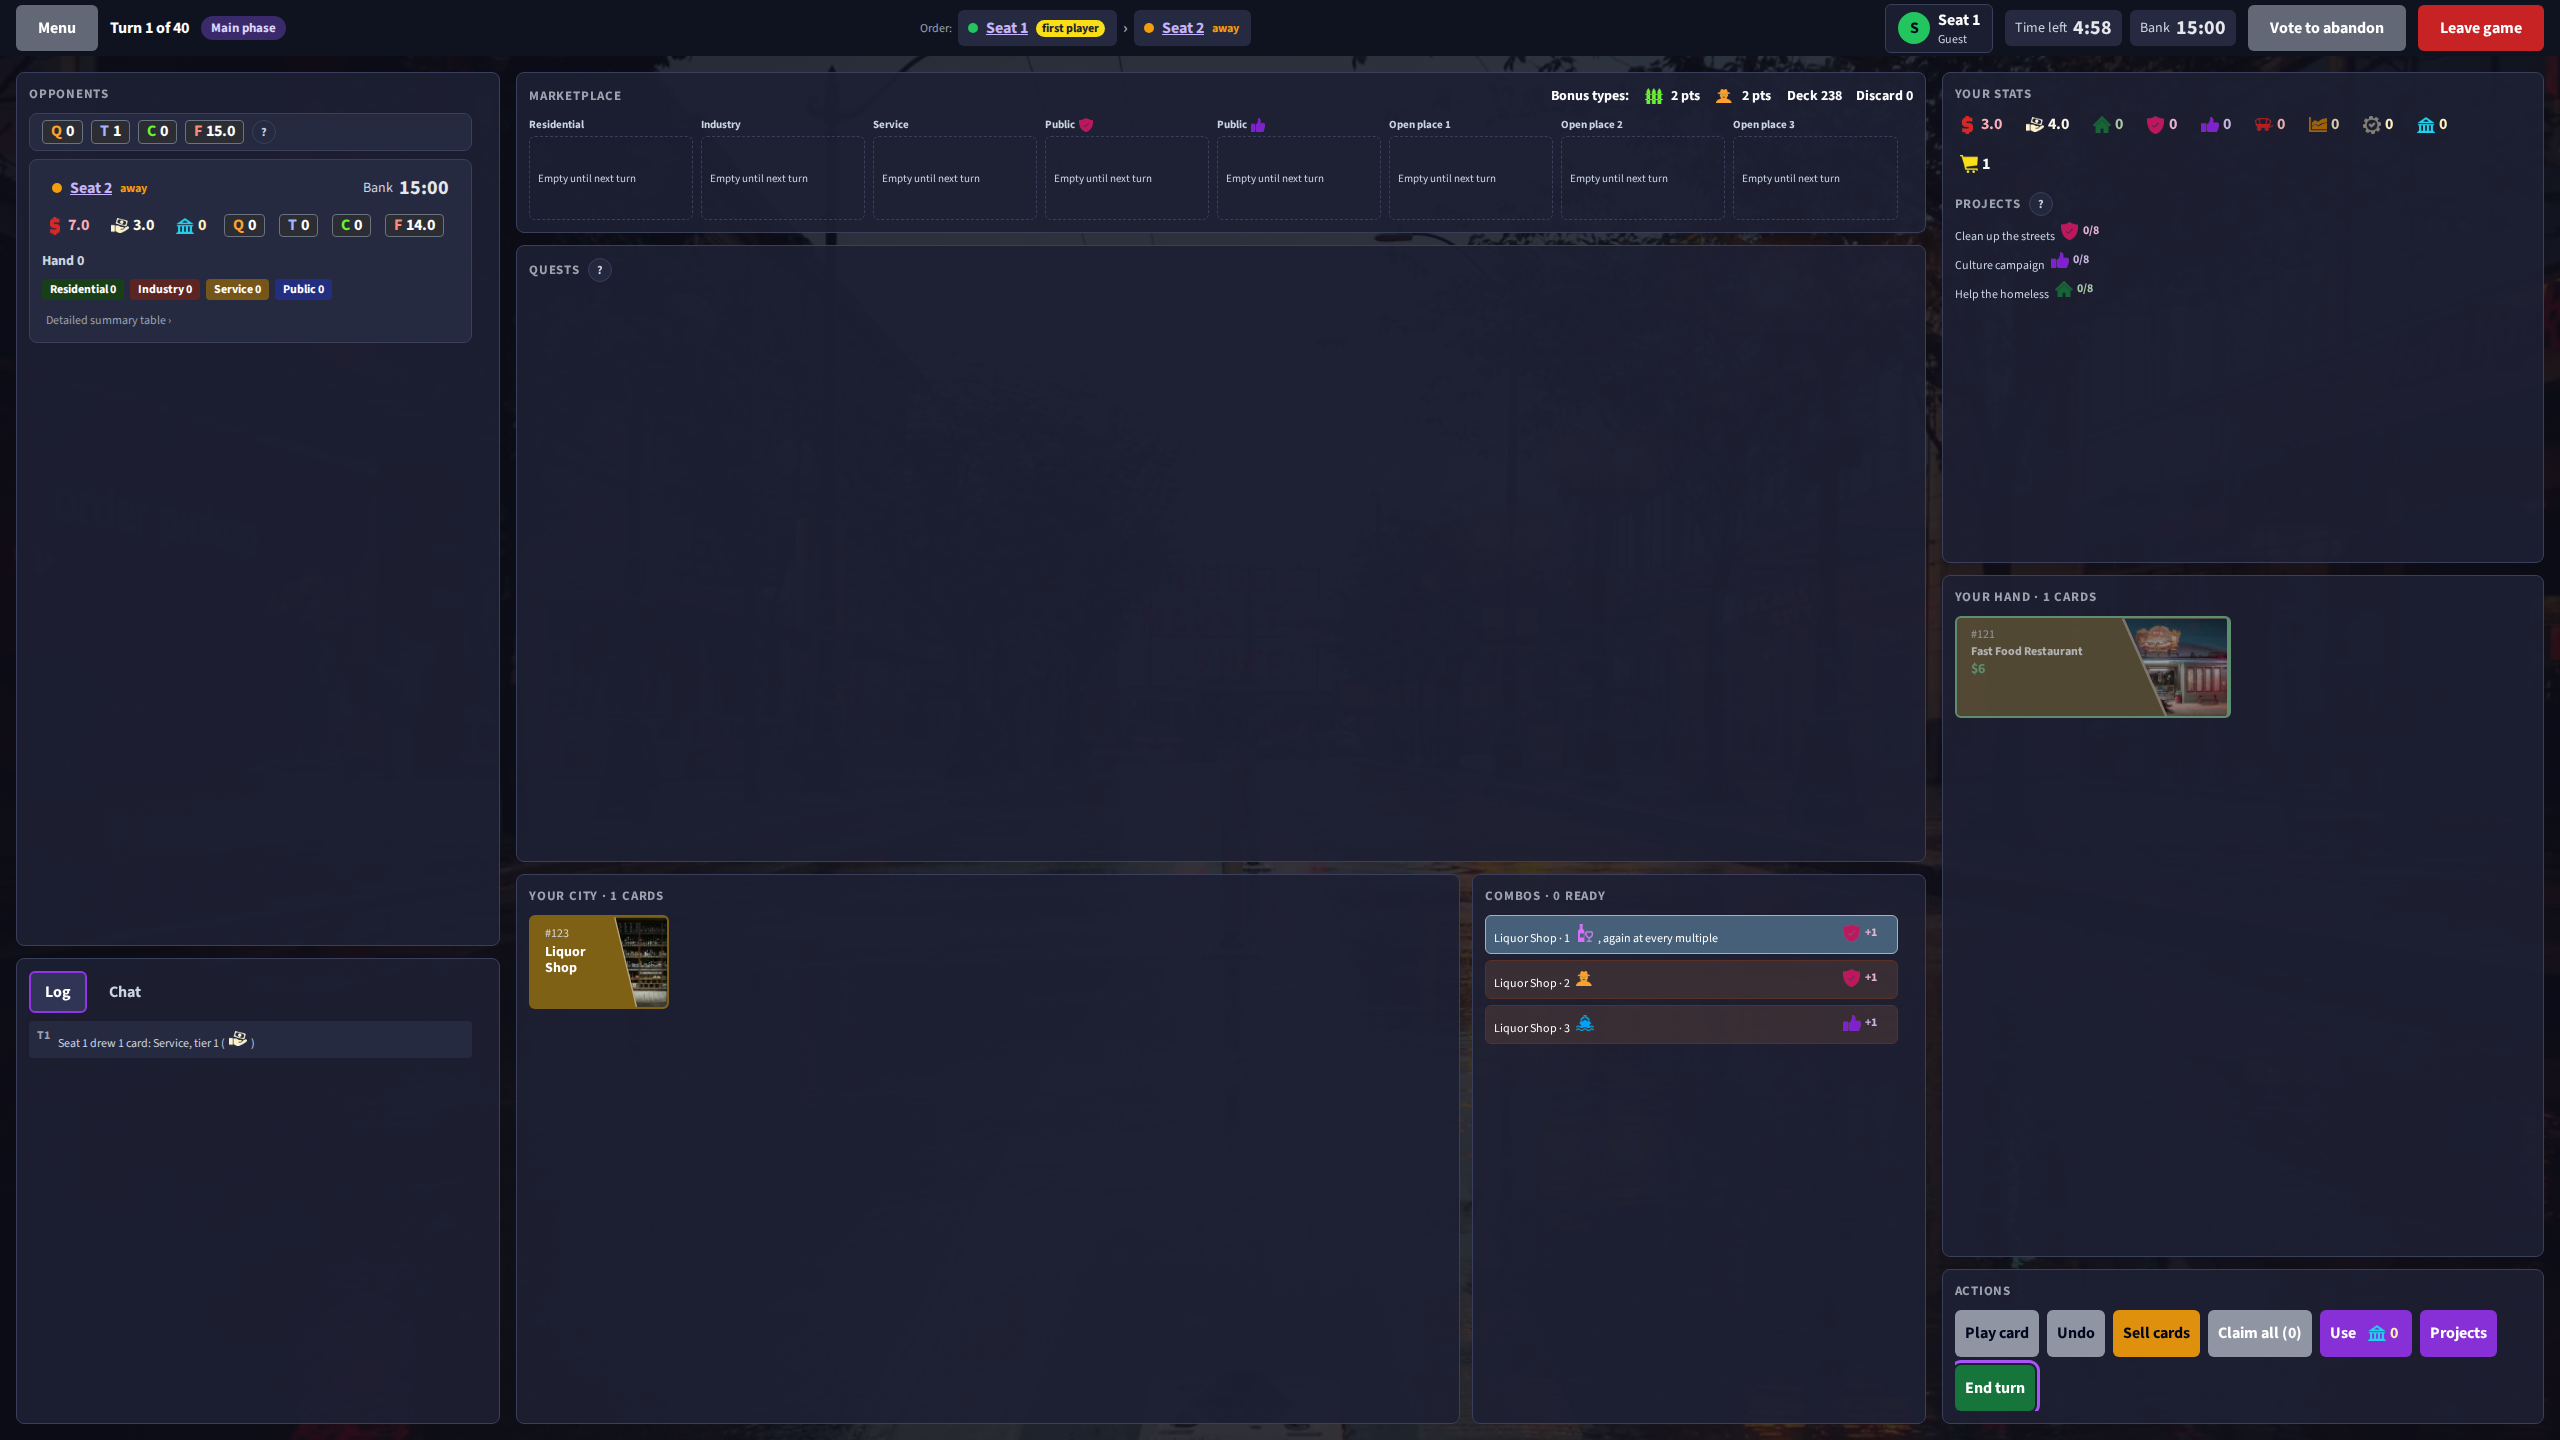 Menu
Turn 1 of 40
Main phase
Order:
Seat 1
first player
›
Seat 2
away
S
Seat 1
Guest
Time left 4:58
Bank 15:00
Vote to abandon
Leave game
OPPONENTS
Q 0
T 1
C 0
F 15.0
?
Seat 2
away
Bank 15:00
7.0
3.0
0
Q 0
T 0
C 0
F 14.0
Hand 0
Residential 0
Industry 0
Service 0
Public 0
Detailed summary table ›
Log
Chat
T1
Seat 1 drew 1 card: Service, tier 1 ( )
MARKETPLACE
Bonus types:
2 pts
2 pts
Deck 238
Discard 0
Residential
Industry
Service
Public
Public
Open place 1
Open place 2
Open place 3
Empty until next turn
Empty until next turn
Empty until next turn
Empty until next turn
Empty until next turn
Empty until next turn
Empty until next turn
Empty until next turn
QUESTS
?
YOUR CITY · 1 CARDS
#123
Liquor
Shop
COMBOS · 0 READY
Liquor Shop · 1 , again at every multiple
+1
Liquor Shop · 2
+1
Liquor Shop · 3
+1
YOUR STATS
$ 3.0
4.0
0
0
0
0
0
0
0
1
PROJECTS
?
Clean up the streets 0/8
Culture campaign 0/8
Help the homeless 0/8
YOUR HAND · 1 CARDS
#121
Fast Food Restaurant
$6
ACTIONS
Play card
Undo
Sell cards
Claim all (0)
Use 0
Projects
End turn